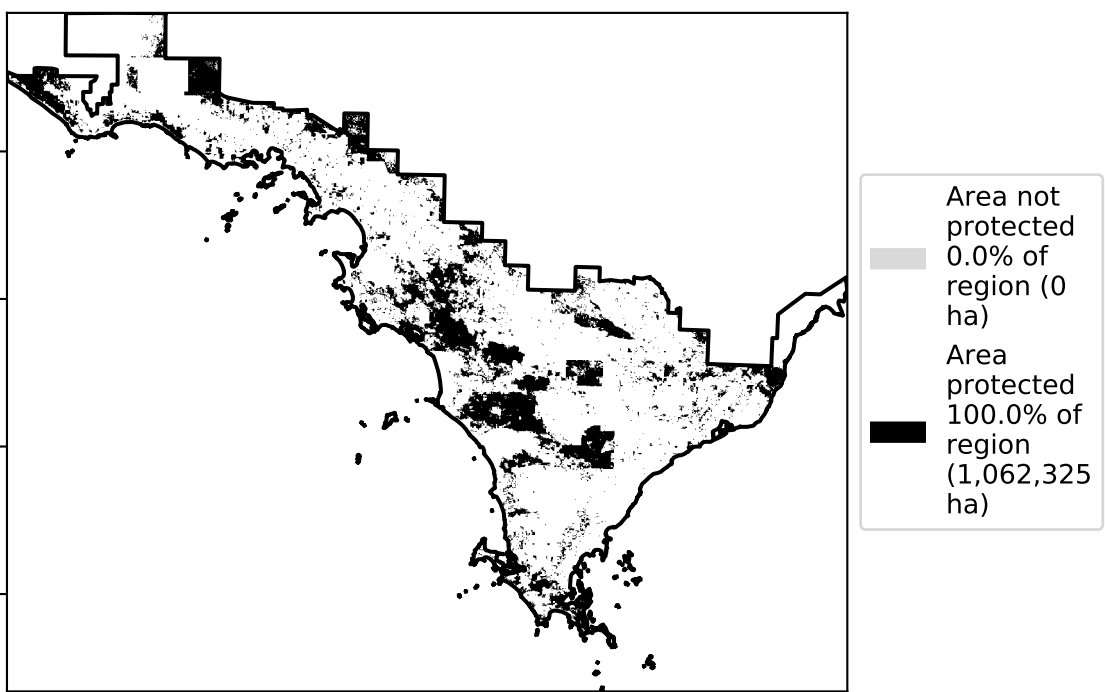 Area not
protected
0.0% of
region (0
ha)
Area
protected
100.0% of
region
(1,062,325
ha)